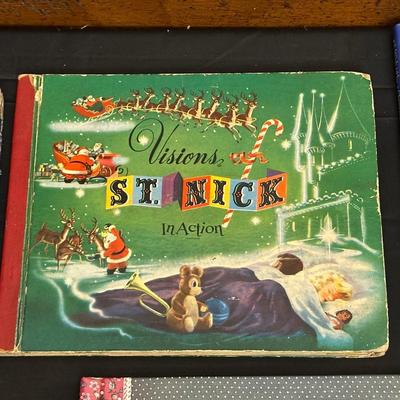 Visions of
ST. NICK
In Action